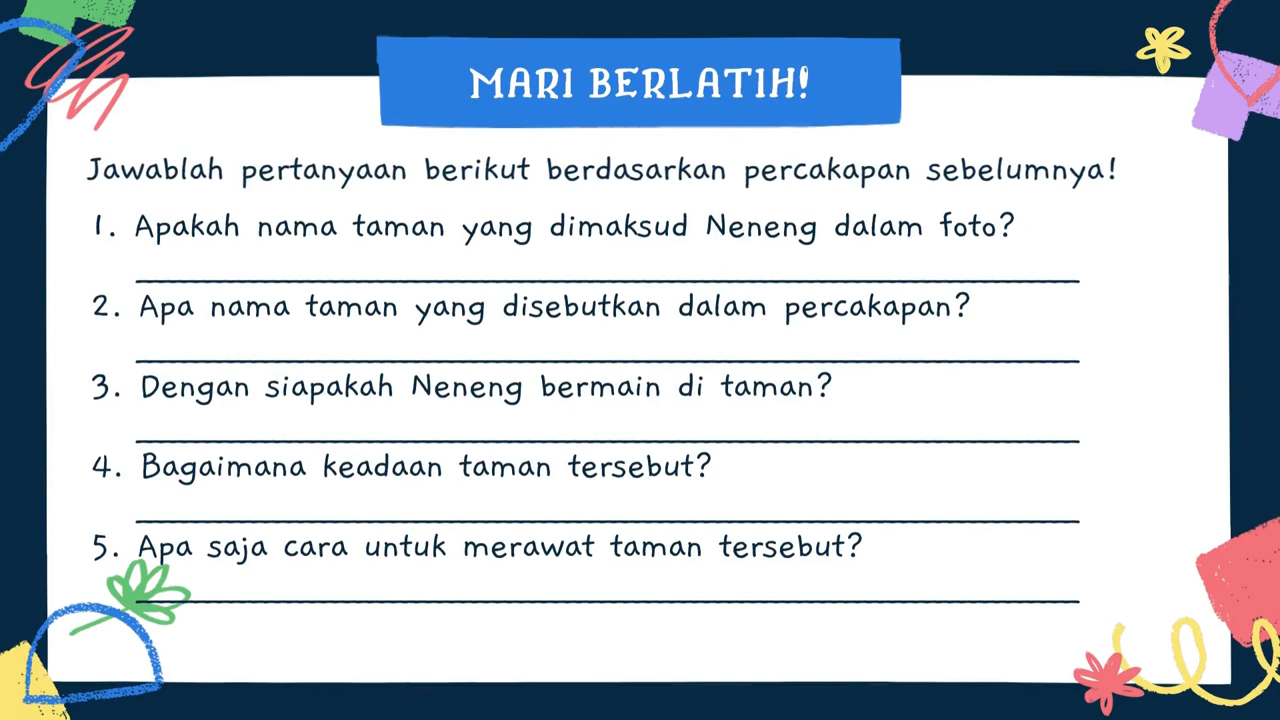 MARI BERLATIH!
Jawablah pertanyaan berikut berdasarkan percakapan sebelumnya!
1. Apakah nama taman yang dimaksud Neneng dalam foto?
2. Apa nama taman yang disebutkan dalam percakapan?
3. Dengan siapakah Neneng bermain di taman?
4. Bagaimana keadaan taman tersebut?
5. Apa saja cara untuk merawat taman tersebut?